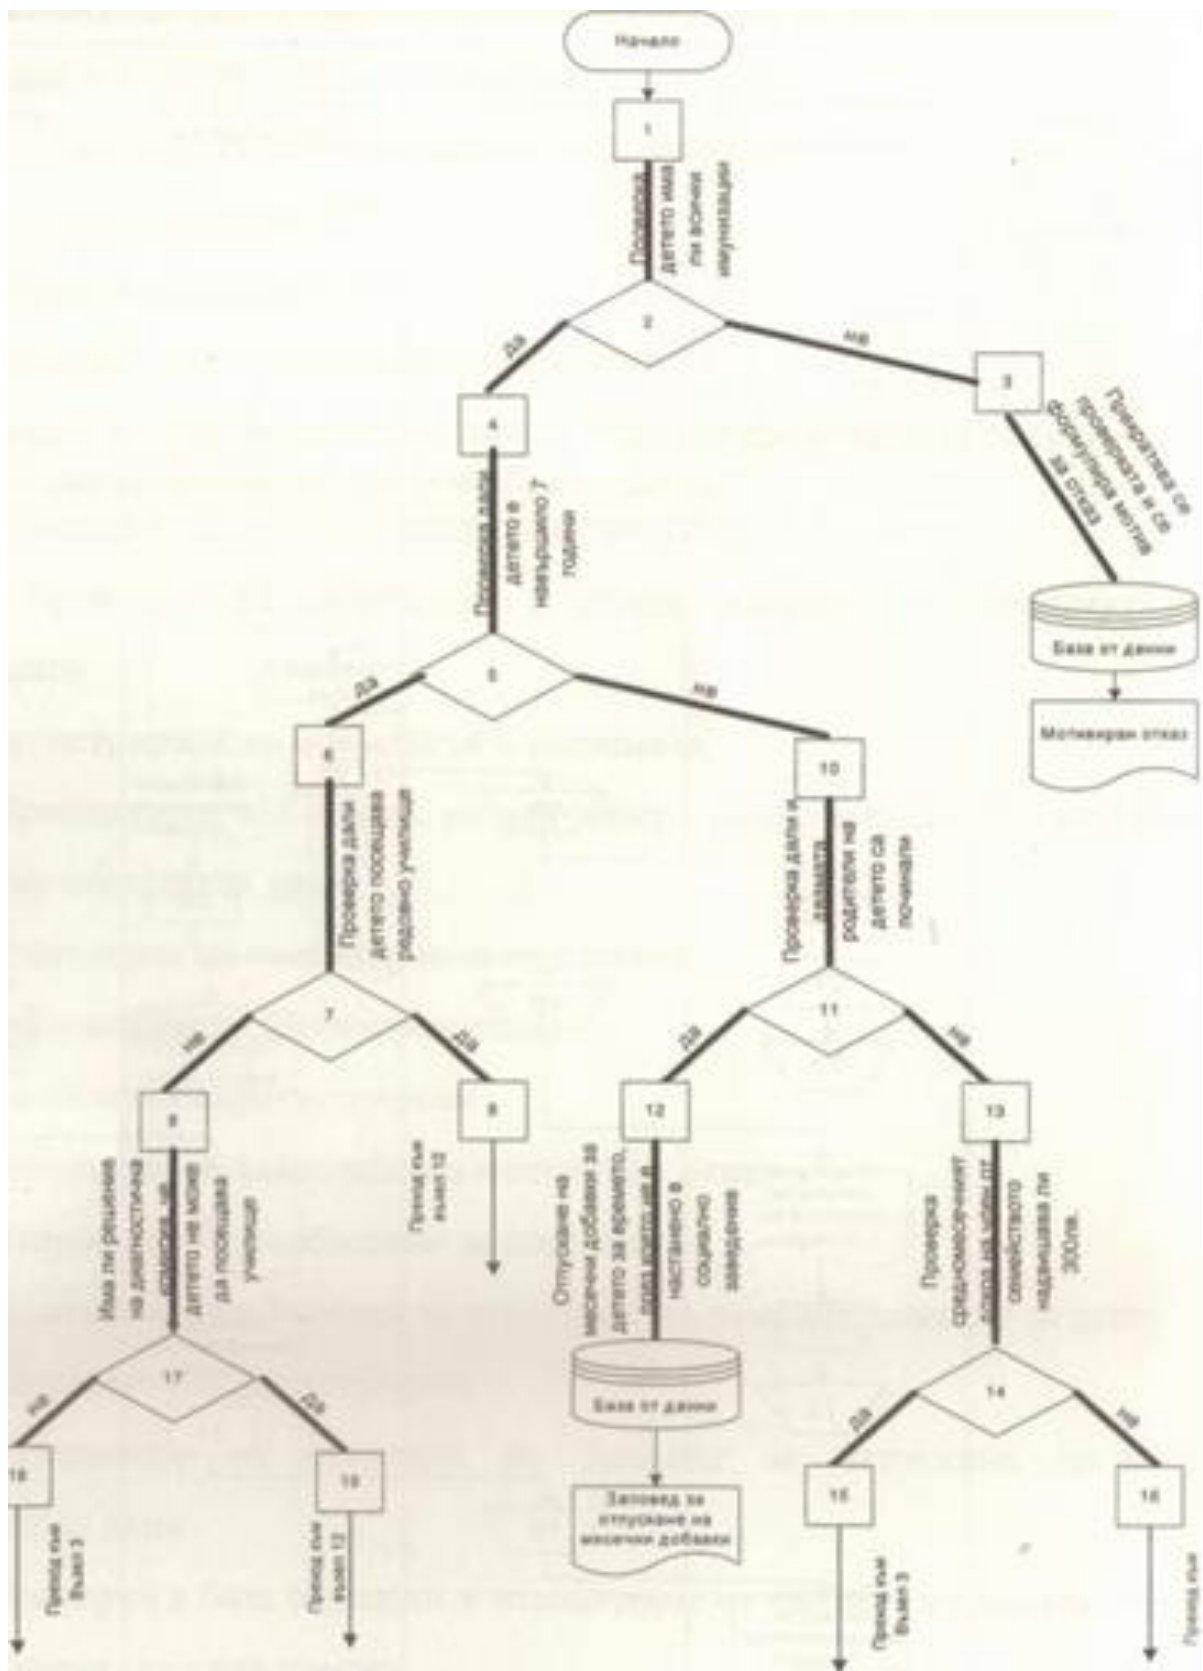 Начало
1
Проверка
детето има
ли всички
имунизации
2
да
не
3
Прекратява се
проверката и се
формулира мотив
за отказ
База от данни
Мотивиран отказ
4
Проверка дали
детето е
навършило 7
години
5
да
не
6
Проверка дали
детето посещава
редовно училище
10
Проверка дали и
двамата
родители на
детето са
починали
7
не
да
11
да
не
Има ли решение
на диагностична
комисия, че
детето не може
да посещава
училище
Преход към
възел 12
12
Отпускане на
месечни добавки за
детето за времето,
през което не е
настанено в
социално
заведение
База от данни
Заповед за
отпускане на
месечни добавки
13
Проверка
средномесечният
доход на член от
семейството
надвишава ли
300лв.
17
не
да
14
да
не
Преход към
Възел 3
19
Преход към
възел 12
15
Преход към
Възел 3
16
Преход към